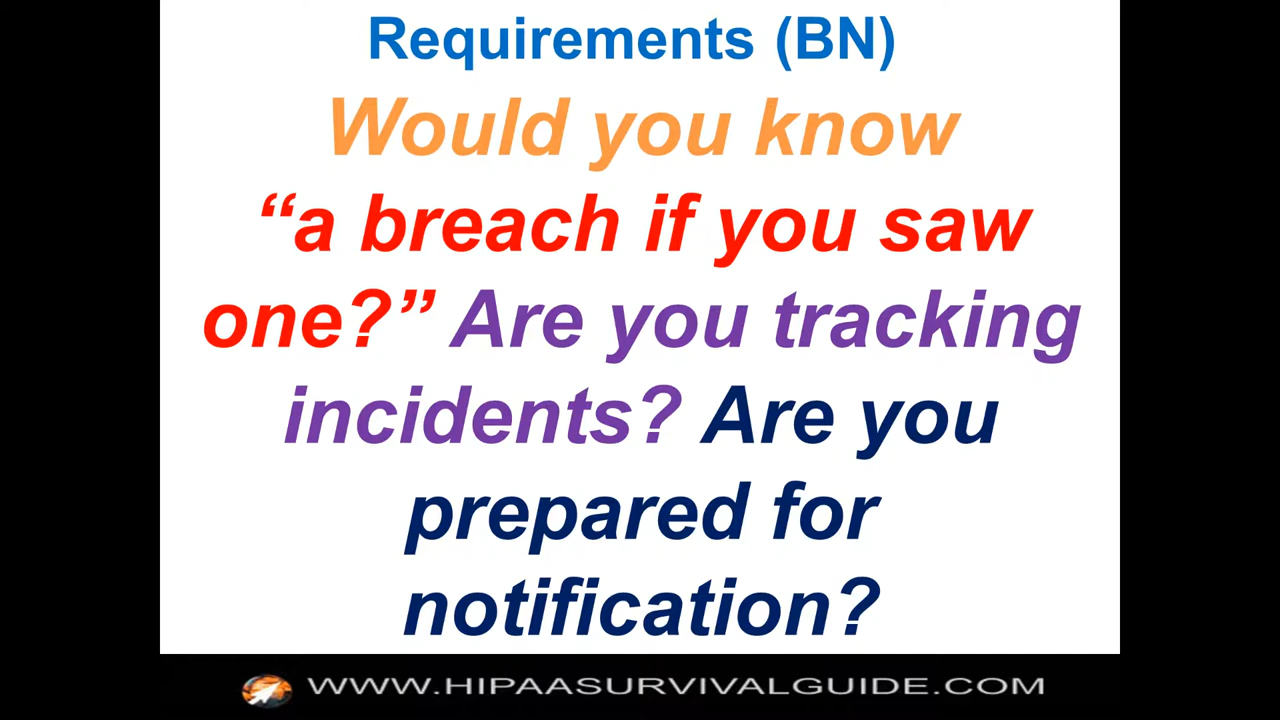 Requirements (BN)
Would you know
“a breach if you saw
one?” Are you tracking
incidents? Are you
prepared for
notification?
WWW.HIPAASURVIVALGUIDE.COM